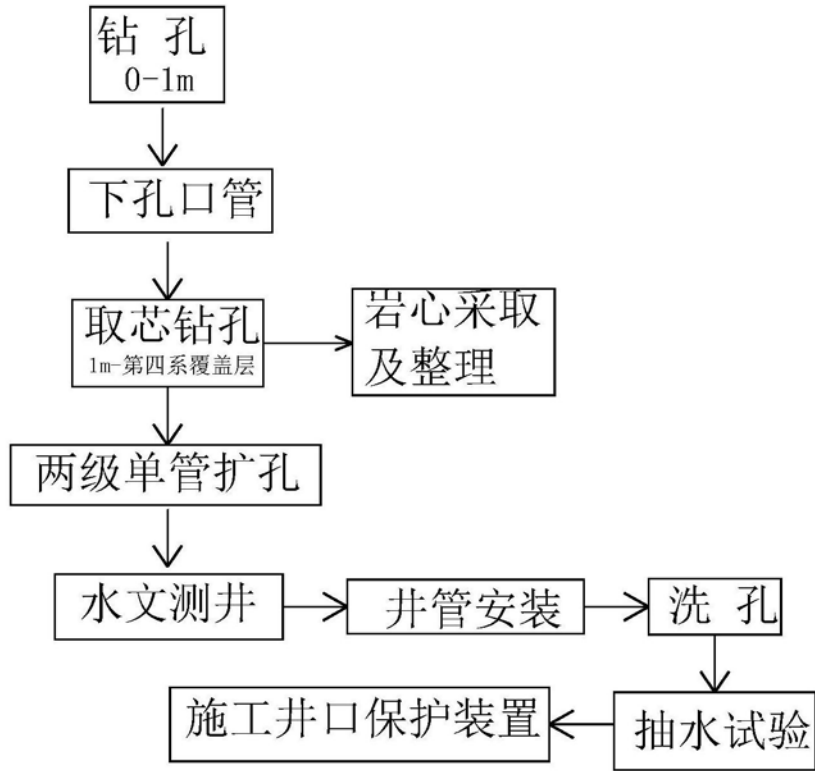 钻 孔
0-1m
下孔口管
取芯钻孔
1m-第四系覆盖层
岩心采取
及整理
两级单管扩孔
水文测井
井管安装
洗 孔
抽水试验
施工井口保护装置